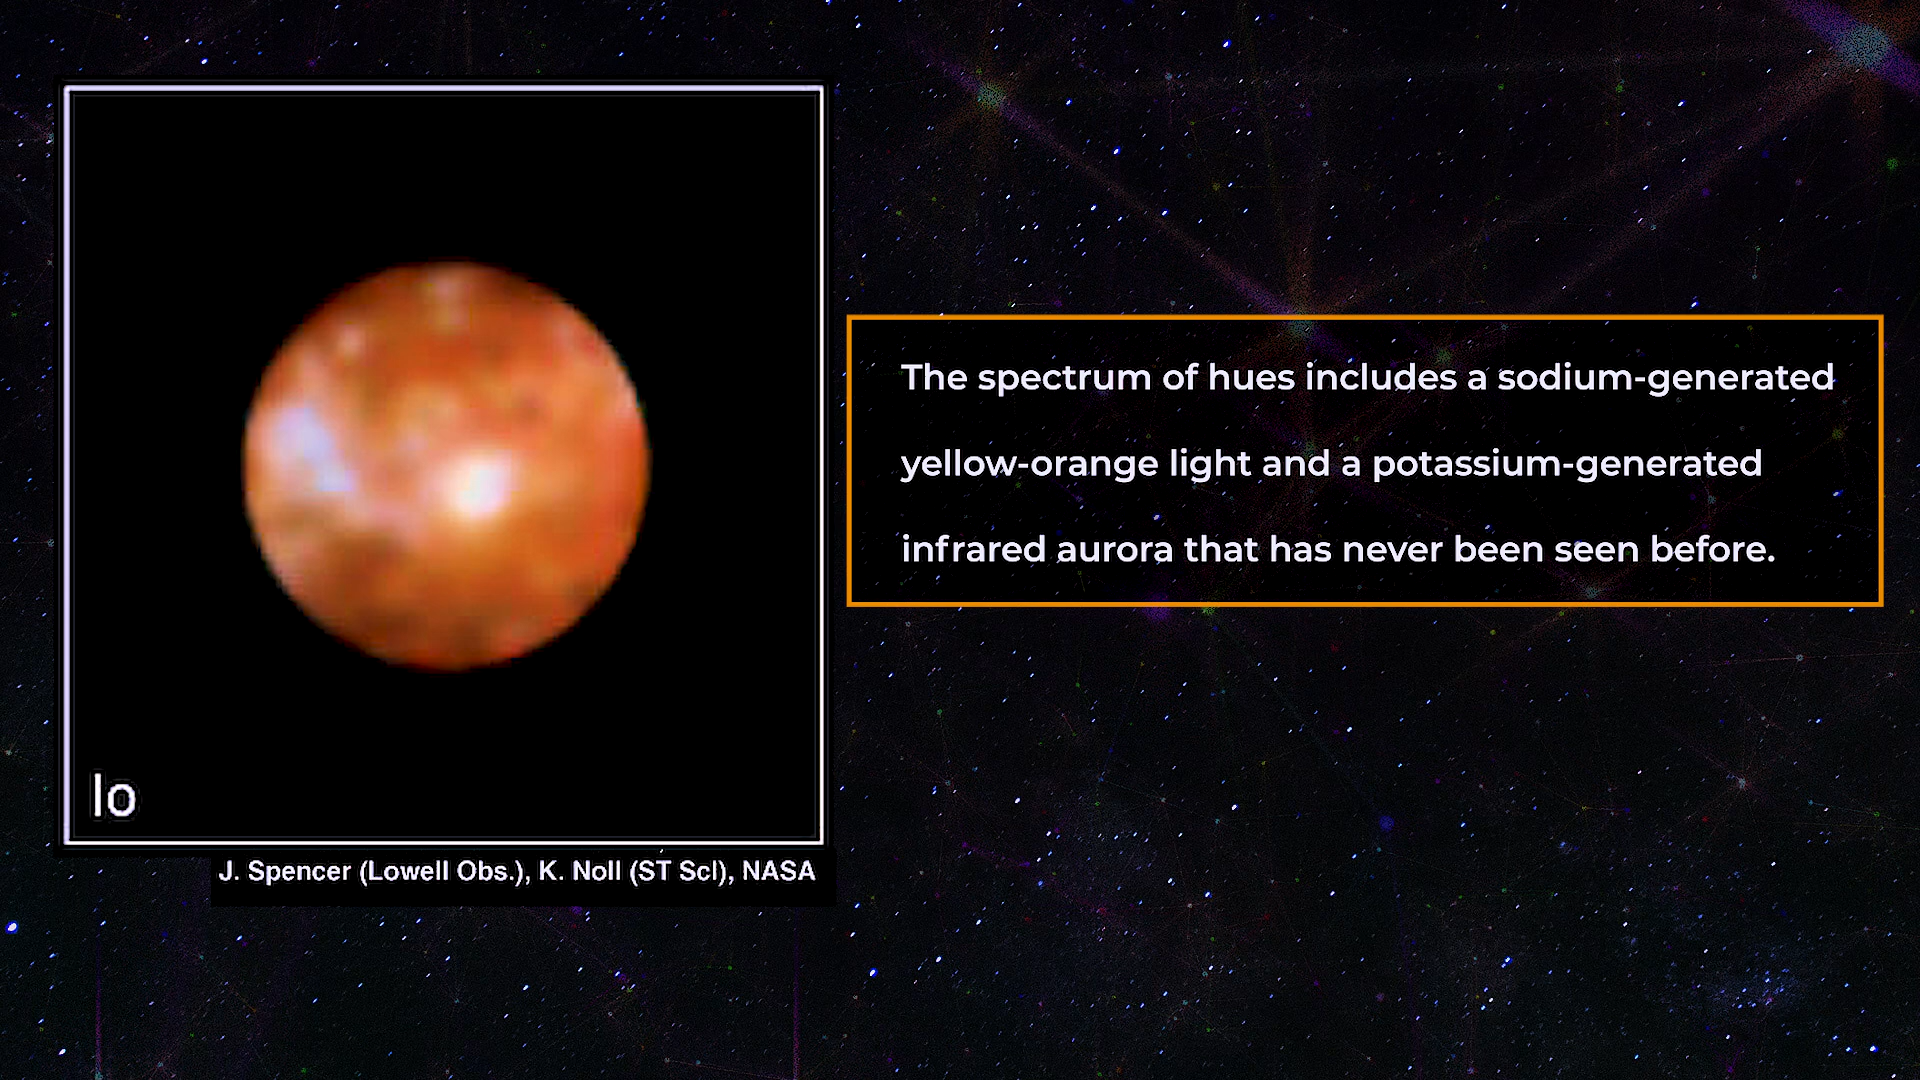 The spectrum of hues includes a sodium-generated
yellow-orange light and a potassium-generated
infrared aurora that has never been seen before.
Io
J. Spencer (Lowell Obs.), K. Noll (ST ScI), NASA